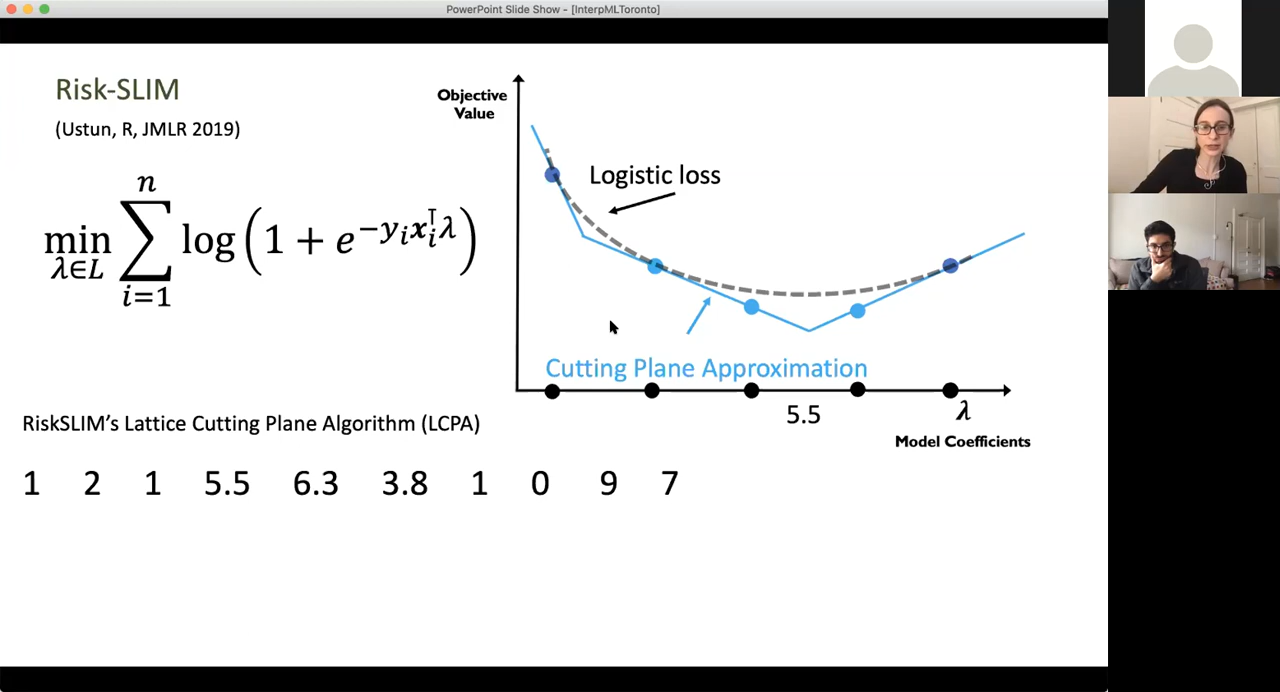 PowerPoint Slide Show - [InterpMLToronto]
Risk-SLIM
(Ustun, R, JMLR 2019)
min λ∈L ∑ i=1 n log(1 + e^{−y_i x_i^⊤ λ})
Objective
Value
Logistic loss
Cutting Plane Approximation
5.5
λ
Model Coefficients
RiskSLIM's Lattice Cutting Plane Algorithm (LCPA)
1 2 1 5.5 6.3 3.8 1 0 9 7